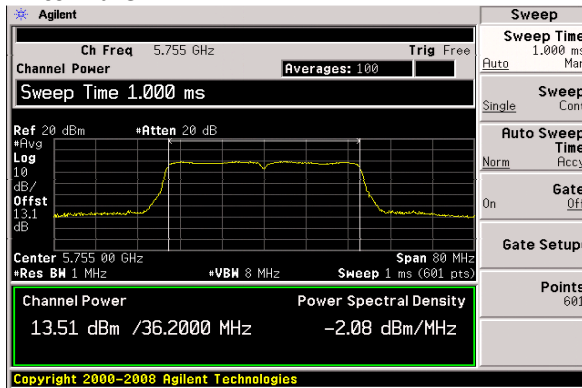 Agilent
Sweep
Ch Freq 5.755 GHz Trig Free
Channel Power Averages: 100
Sweep Time 1.000 ms
Ref 20 dBm #Atten 20 dB
#Avg
Log
10
dB/
Offst
13.1
dB
Center 5.755 00 GHz Span 80 MHz
#Res BW 1 MHz #VBW 8 MHz Sweep 1 ms (601 pts)
Channel Power Power Spectral Density
13.51 dBm /36.2000 MHz -2.08 dBm/MHz
Copyright 2000-2008 Agilent Technologies
Sweep Time
1.000 ms
Auto Man
Sweep
Single Cont
Auto Sweep
Time
Norm Accy
Gate
On Off
Gate Setup
Points
601